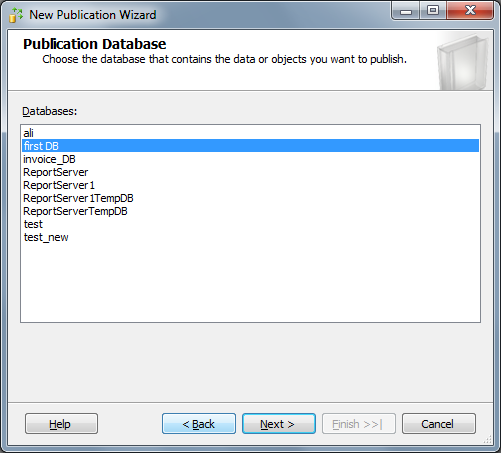 New Publication Wizard
Publication Database
Choose the database that contains the data or objects you want to publish.
Databases:
ali
first DB
invoice_DB
ReportServer
ReportServer1
ReportServer1TempDB
ReportServerTempDB
test
test_new
Help < Back Next > Finish >>| Cancel